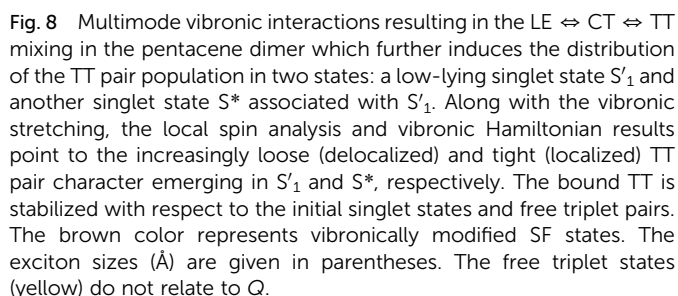 Fig. 8 Multimode vibronic interactions resulting in the LE ⇔ CT ⇔ TT
mixing in the pentacene dimer which further induces the distribution
of the TT pair population in two states: a low-lying singlet state S′₁ and
another singlet state S* associated with S′₁. Along with the vibronic
stretching, the local spin analysis and vibronic Hamiltonian results
point to the increasingly loose (delocalized) and tight (localized) TT
pair character emerging in S′₁ and S*, respectively. The bound TT is
stabilized with respect to the initial singlet states and free triplet pairs.
The brown color represents vibronically modified SF states. The
exciton sizes (Å) are given in parentheses. The free triplet states
(yellow) do not relate to Q.